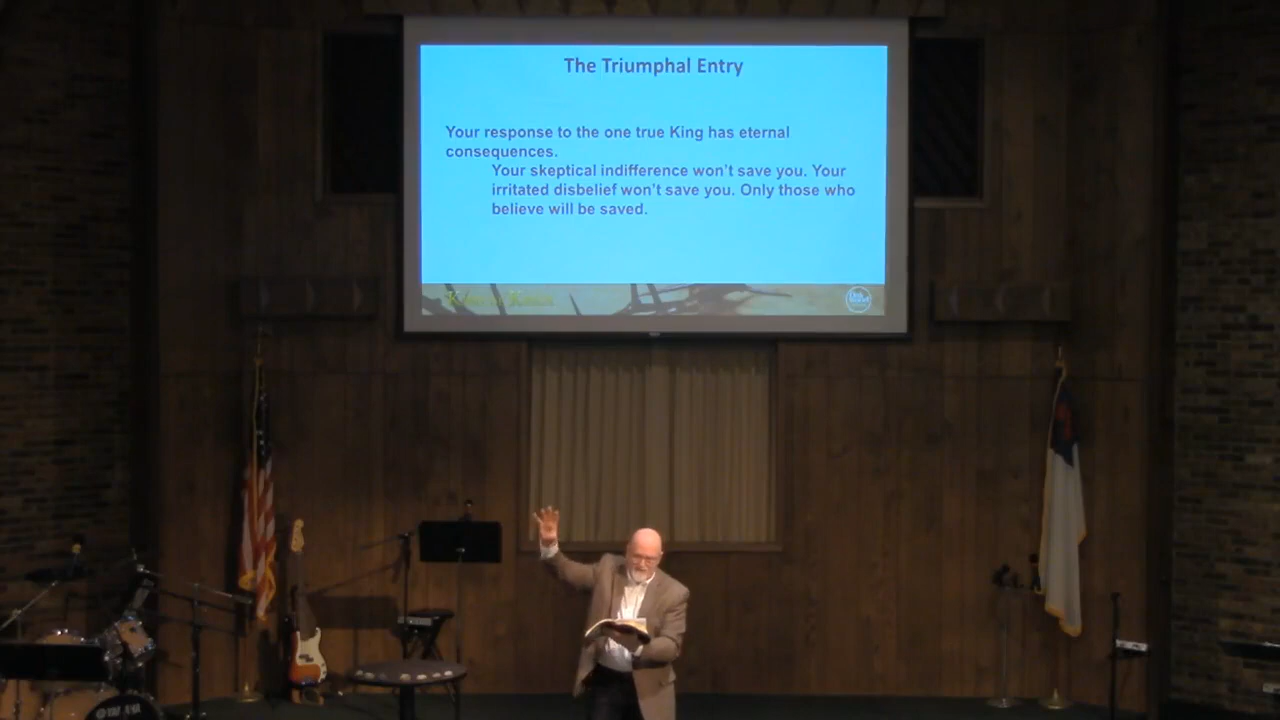 The Triumphal Entry
Your response to the one true King has eternal
consequences.
Your skeptical indifference won't save you. Your
irritated disbelief won't save you. Only those who
believe will be saved.
YAMAHA